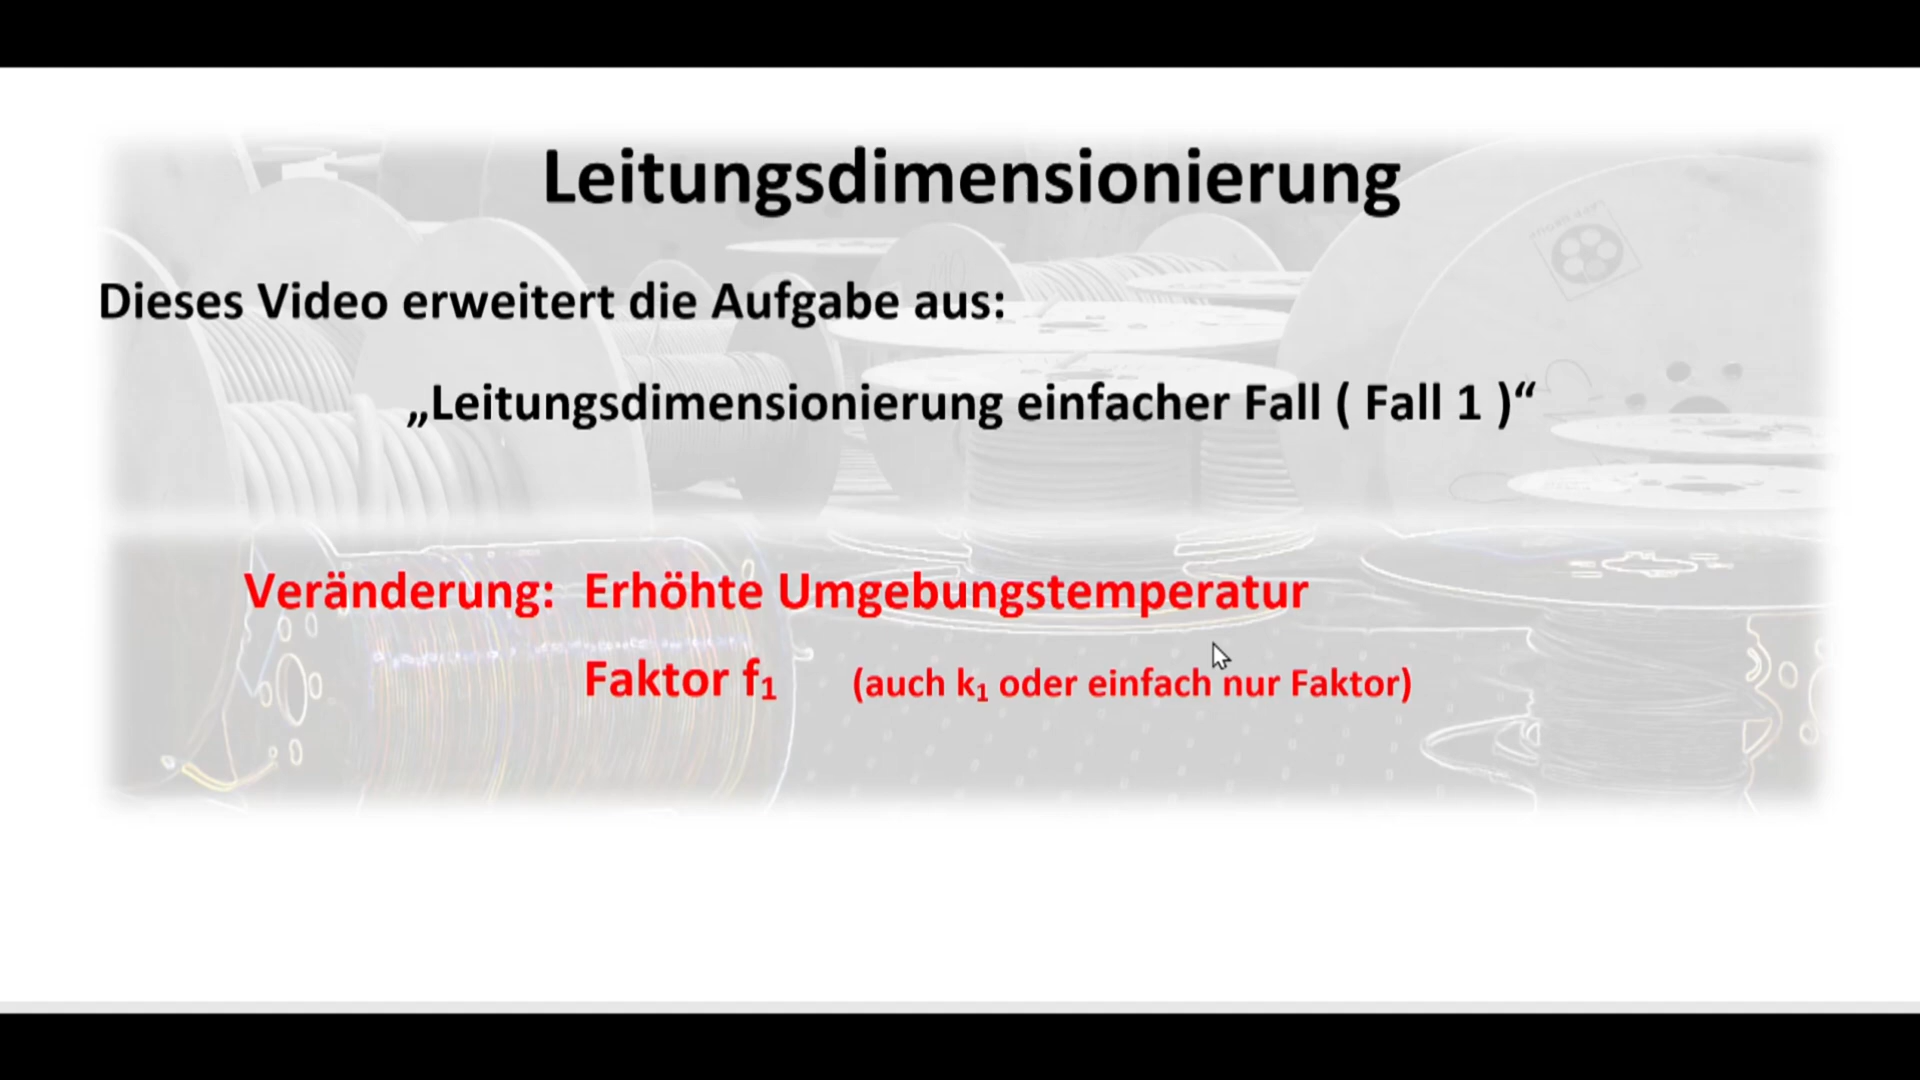 Leitungsdimensionierung
Dieses Video erweitert die Aufgabe aus:
„Leitungsdimensionierung einfacher Fall ( Fall 1 )“
Veränderung: Erhöhte Umgebungstemperatur
Faktor f₁ (auch k₁ oder einfach nur Faktor)